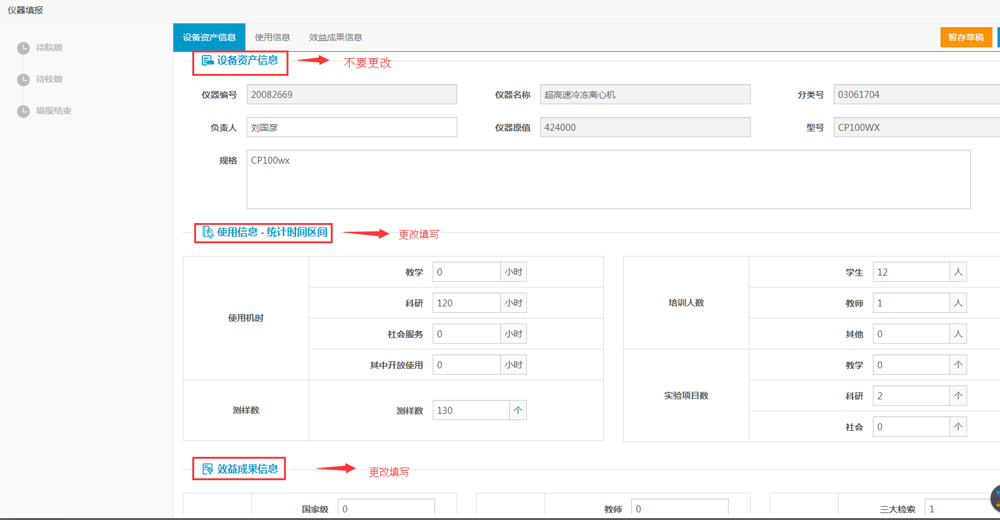 仪器填报
待院级
待校级
填报结束
设备资产信息 使用信息 效益成果信息 暂存草稿
设备资产信息 不要更改
仪器编号 20082669 仪器名称 超高速冷冻离心机 分类号 03061704
负责人 刘国彦 仪器原值 424000 型号 CP100WX
规格 CP100wx
使用信息 - 统计时间区间 更改填写
使用机时
教学 0 小时
科研 120 小时
社会服务 0 小时
其中开放使用 0 小时
测样数 测样数 130 个
培训人数
学生 12 人
教师 1 人
其他 0 人
实验项目数
教学 0 个
科研 2 个
社会 0 个
效益成果信息 更改填写
国家级 0 教师 0 三大检索 1